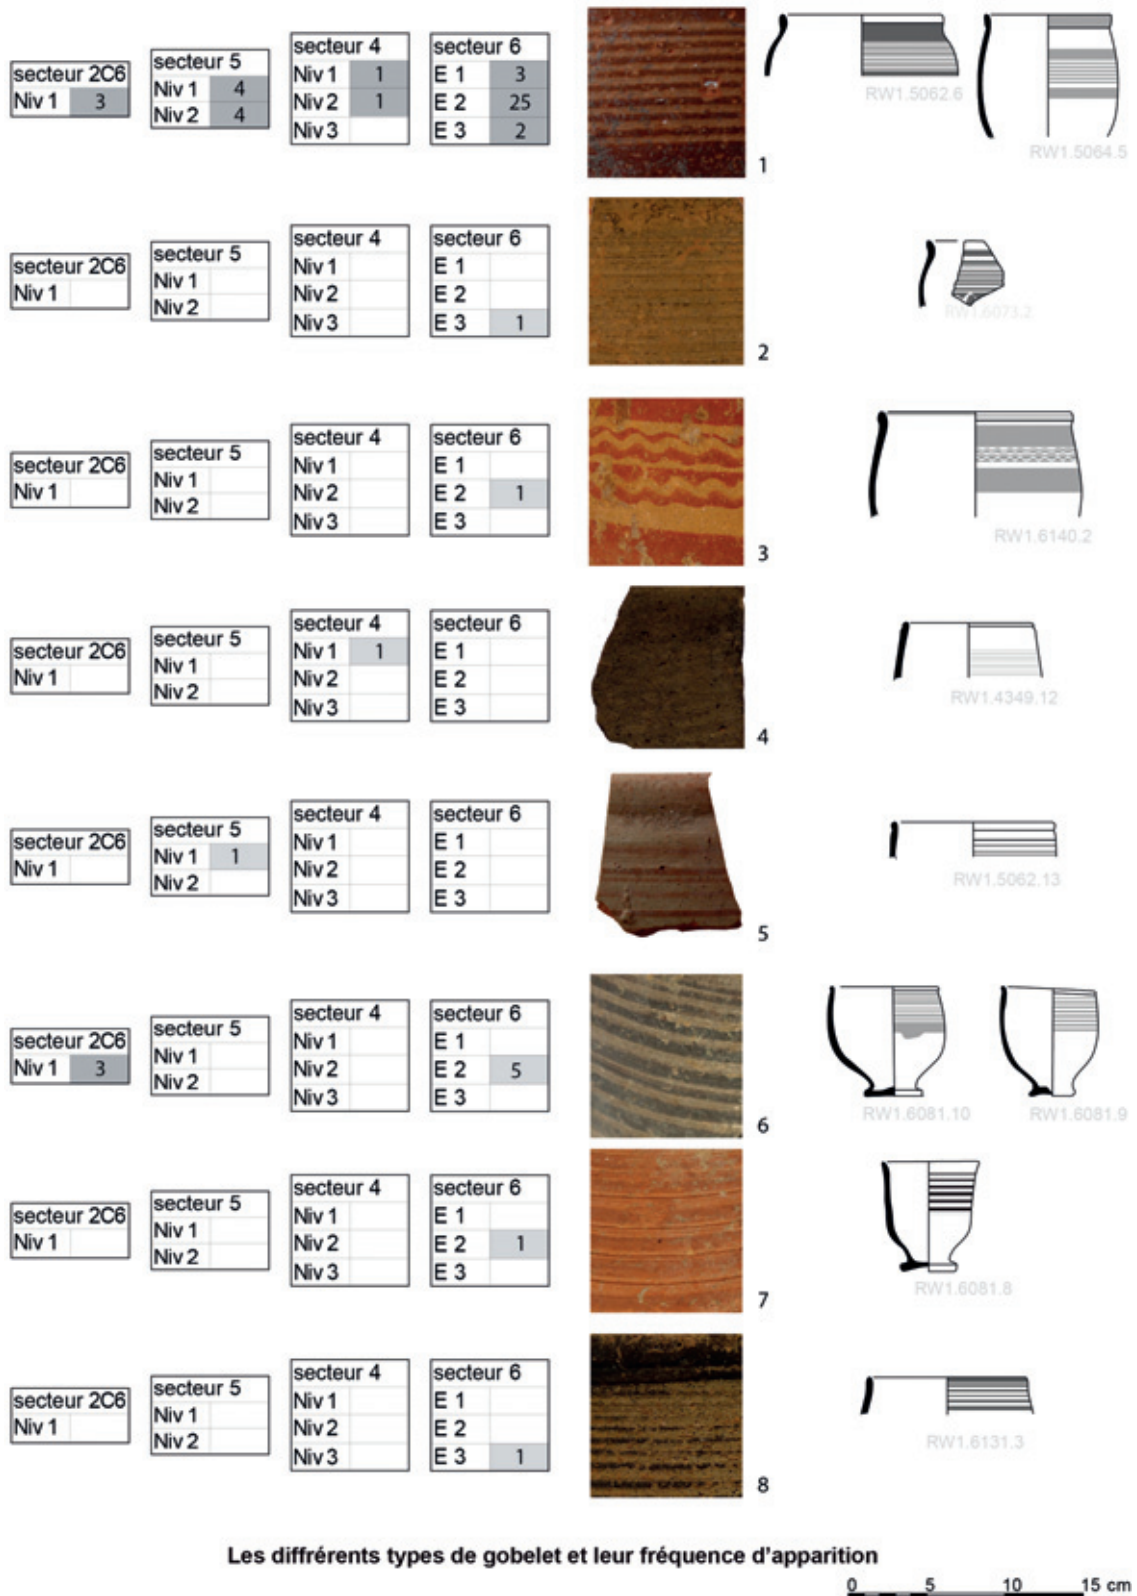 secteur 2C6
Niv 1 3
secteur 5
Niv 1 4
Niv 2 4
secteur 4
Niv 1 1
Niv 2 1
Niv 3
secteur 6
E 1 3
E 2 25
E 3 2
1
RW1.5062.6
RW1.5064.5
secteur 2C6
Niv 1
secteur 5
Niv 1
Niv 2
secteur 4
Niv 1
Niv 2
Niv 3
secteur 6
E 1
E 2
E 3 1
2
RW1.6073.2
secteur 2C6
Niv 1
secteur 5
Niv 1
Niv 2
secteur 4
Niv 1
Niv 2
Niv 3
secteur 6
E 1
E 2 1
E 3
3
RW1.6140.2
secteur 2C6
Niv 1
secteur 5
Niv 1
Niv 2
secteur 4
Niv 1 1
Niv 2
Niv 3
secteur 6
E 1
E 2
E 3
4
RW1.4349.12
secteur 2C6
Niv 1
secteur 5
Niv 1 1
Niv 2
secteur 4
Niv 1
Niv 2
Niv 3
secteur 6
E 1
E 2
E 3
5
RW1.5062.13
secteur 2C6
Niv 1 3
secteur 5
Niv 1
Niv 2
secteur 4
Niv 1
Niv 2
Niv 3
secteur 6
E 1
E 2 5
E 3
6
RW1.6081.10
RW1.6081.9
secteur 2C6
Niv 1
secteur 5
Niv 1
Niv 2
secteur 4
Niv 1
Niv 2
Niv 3
secteur 6
E 1
E 2 1
E 3
7
RW1.6081.8
secteur 2C6
Niv 1
secteur 5
Niv 1
Niv 2
secteur 4
Niv 1
Niv 2
Niv 3
secteur 6
E 1
E 2
E 3 1
8
RW1.6131.3
Les diffrérents types de gobelet et leur fréquence d'apparition
0 5 10 15 cm